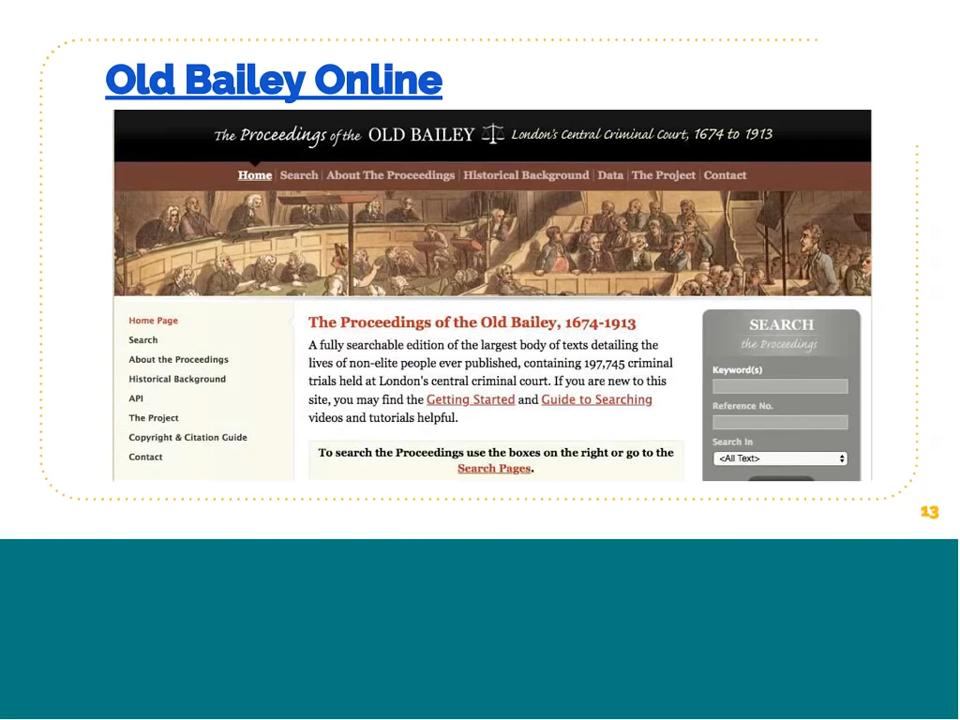 Old Bailey Online
The Proceedings of the OLD BAILEY London's Central Criminal Court, 1674 to 1913
Home | Search | About The Proceedings | Historical Background | Data | The Project | Contact
Home Page
Search
About the Proceedings
Historical Background
API
The Project
Copyright & Citation Guide
Contact
The Proceedings of the Old Bailey, 1674-1913
A fully searchable edition of the largest body of texts detailing the
lives of non-elite people ever published, containing 197,745 criminal
trials held at London's central criminal court. If you are new to this
site, you may find the Getting Started and Guide to Searching
videos and tutorials helpful.
To search the Proceedings use the boxes on the right or go to the
Search Pages.
SEARCH
the Proceedings
Keyword(s)
Reference No.
Search In
<All Text>
13